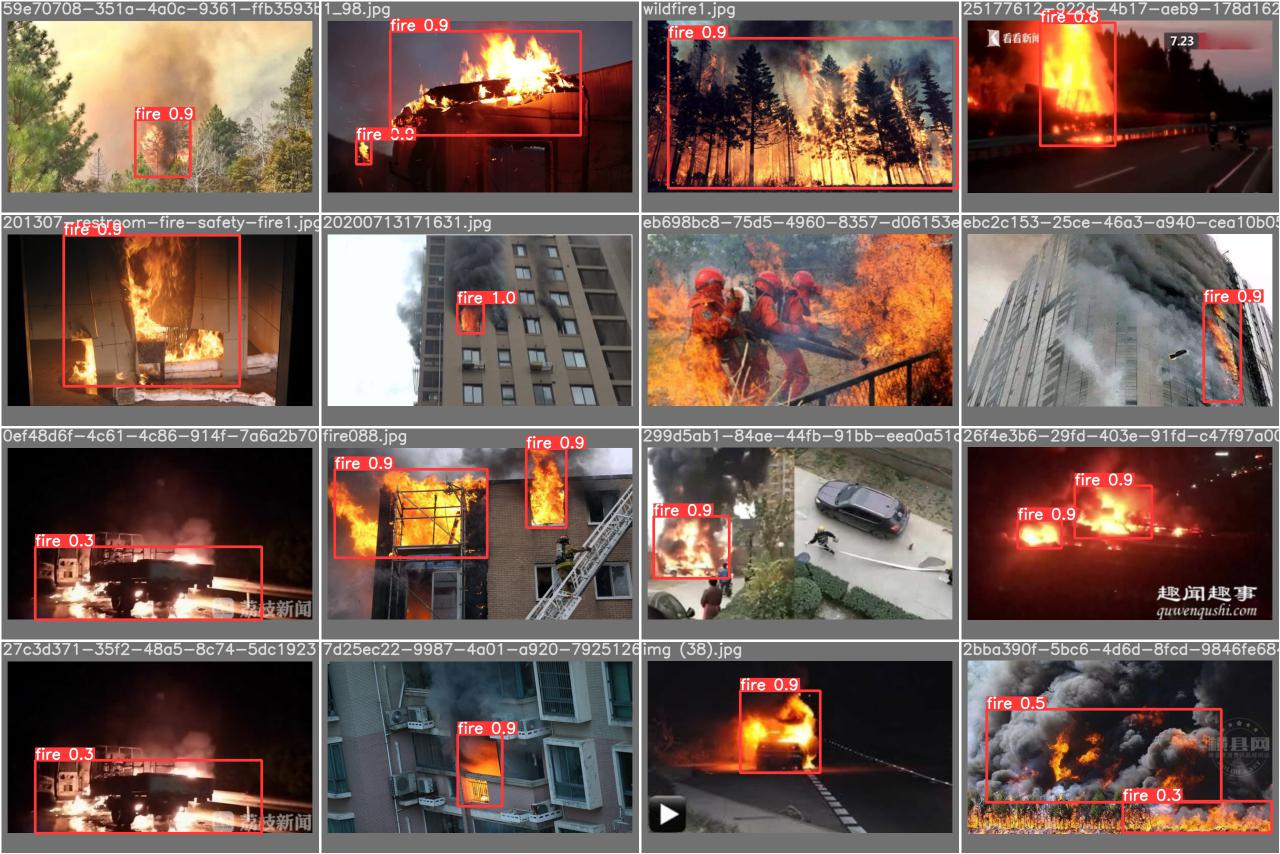 59e70708-351a-4a0c-9361-ffb3593b
fire 0.9
1_98.jpg
fire 0.9
fire 0.9
wildfire1.jpg
fire 0.9
25177612-922d-4b17-aeb9-178d162
fire 0.8
看看新闻
7.23
201307-restroom-fire-safety-fire1.jpg
fire 0.9
20200713171631.jpg
fire 1.0
eb698bc8-75d5-4960-8357-d06153e
ebc2c153-25ce-46a3-a940-cea10b05
fire 0.9
0ef48d6f-4c61-4c86-914f-7a6a2b70
fire 0.3
荔枝新闻
fire088.jpg
fire 0.9
fire 0.9
299d5ab1-84ae-44fb-91bb-eea0a51d
fire 0.9
26f4e3b6-29fd-403e-91fd-c47f97a00
fire 0.9
fire 0.9
趣闻趣事
quwenqushi.com
27c3d371-35f2-48a5-8c74-5dc1923
fire 0.3
荔枝新闻
7d25ec22-9987-4a01-a920-7925126
fire 0.9
img (38).jpg
fire 0.9
2bba390f-5bc6-4d6d-8fcd-9846fe684
fire 0.5
fire 0.3